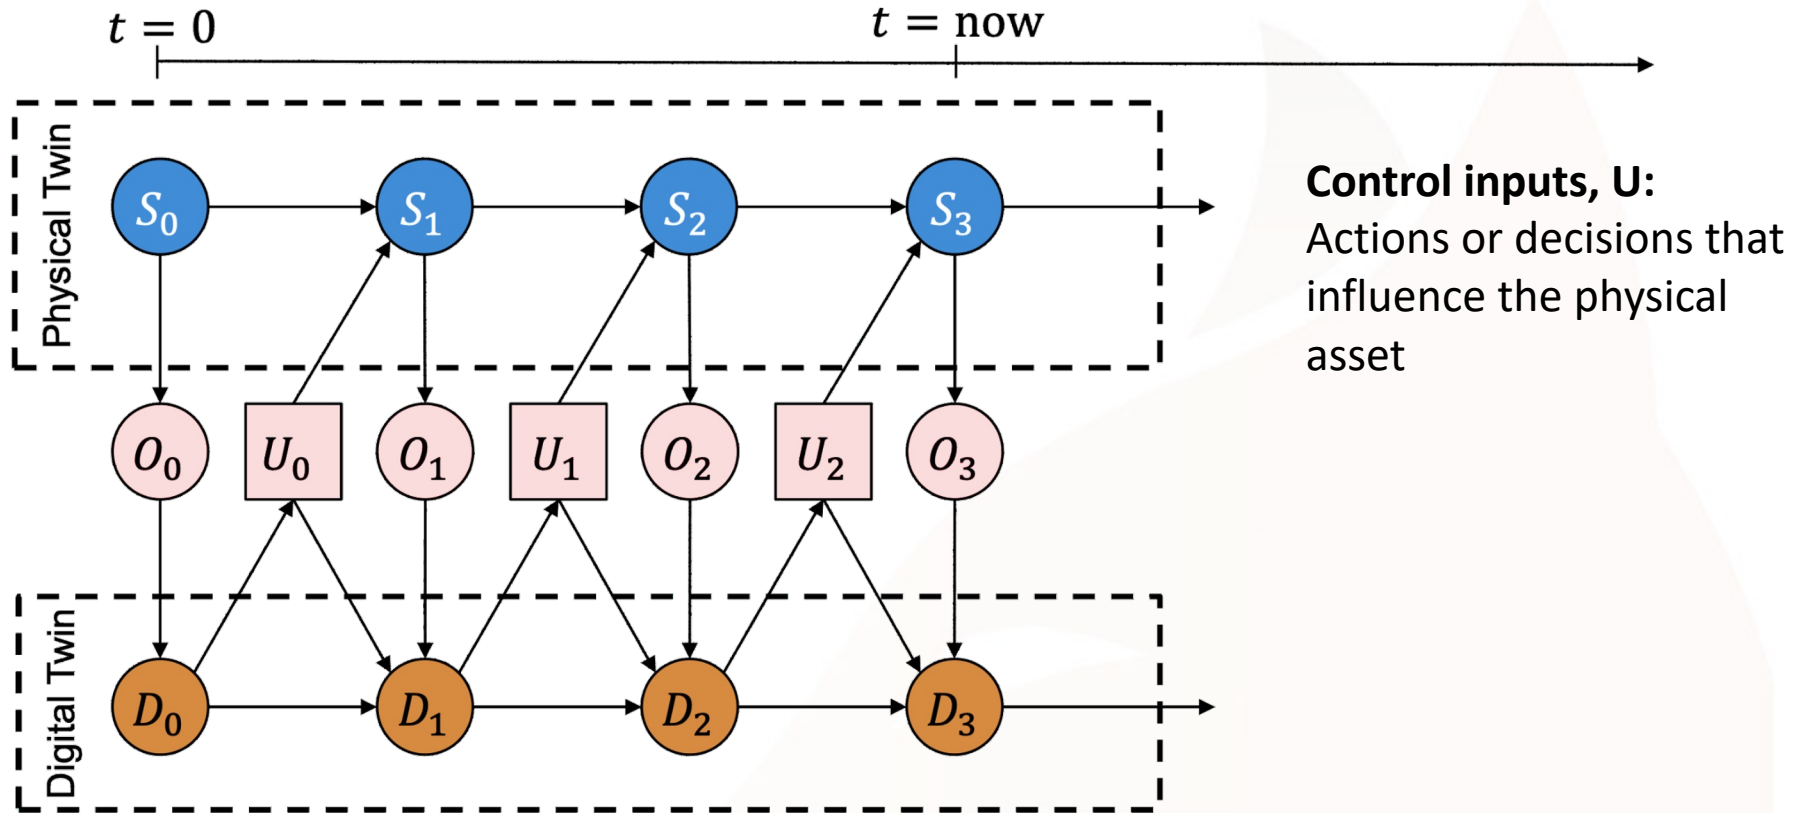 t = 0
t = now
Physical Twin
S₀
S₁
S₂
S₃
Control inputs, U:
Actions or decisions that
influence the physical
asset
O₀
U₀
O₁
U₁
O₂
U₂
O₃
Digital Twin
D₀
D₁
D₂
D₃